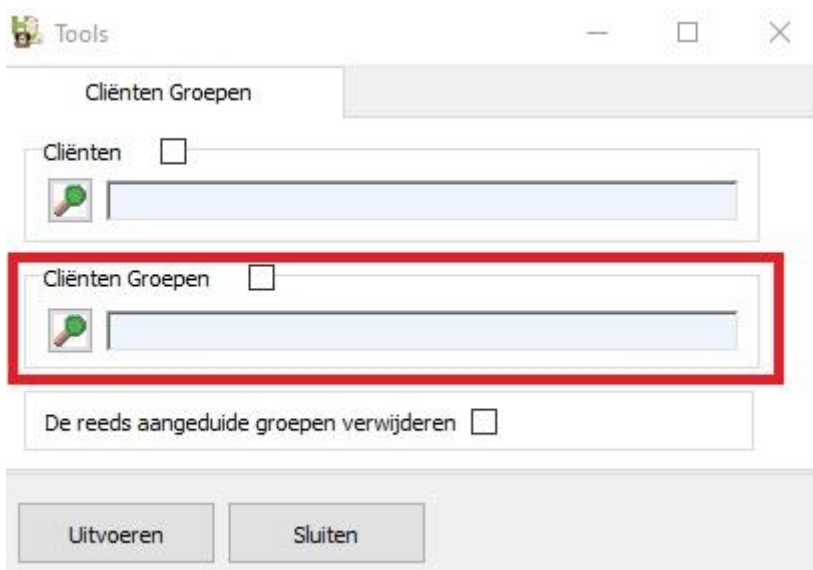 Tools
Cliënten Groepen
Cliënten
Cliënten Groepen
De reeds aangeduide groepen verwijderen
Uitvoeren Sluiten